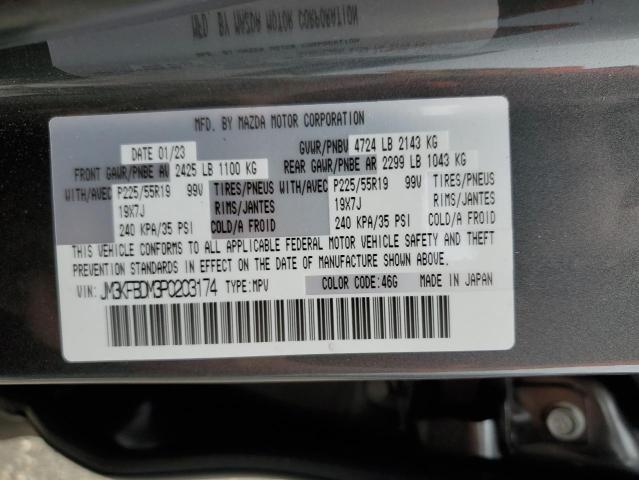 MFD. BY MAZDA MOTOR CORPORATION
DATE 01/23 GVWR/PNBV 4724 LB 2143 KG
FRONT GAWR/PNBE AV 2425 LB 1100 KG REAR GAWR/PNBE AR 2299 LB 1043 KG
WITH/AVEC P225/55R19 99V TIRES/PNEUS WITH/AVEC P225/55R19 99V TIRES/PNEUS
19X7J RIMS/JANTES 19X7J RIMS/JANTES
240 KPA/35 PSI COLD/A FROID 240 KPA/35 PSI COLD/A FROID
THIS VEHICLE CONFORMS TO ALL APPLICABLE FEDERAL MOTOR VEHICLE SAFETY AND THEFT
PREVENTION STANDARDS IN EFFECT ON THE DATE OF MANUFACTURE SHOWN ABOVE.
VIN: JM3KFBDM3P0203174 TYPE:MPV COLOR CODE:46G MADE IN JAPAN